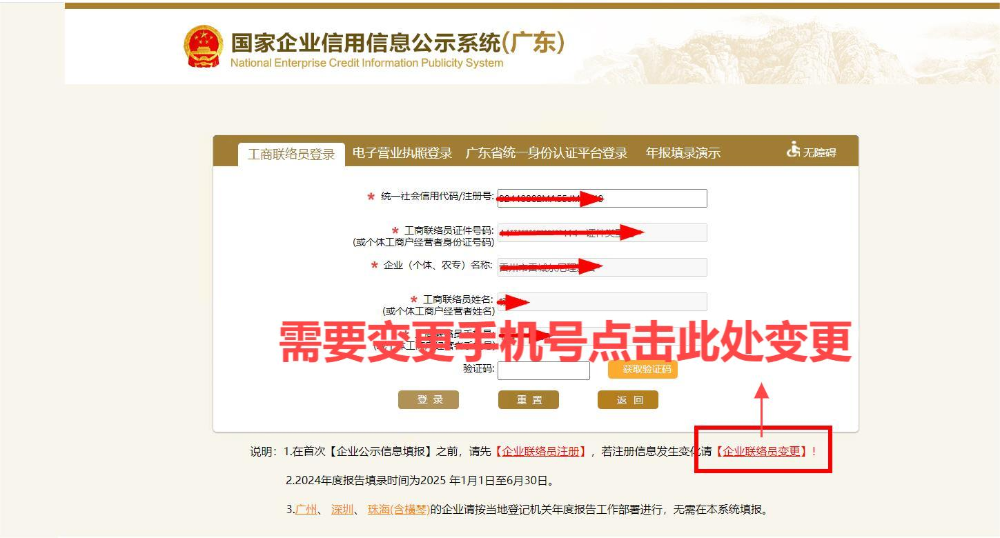 国家企业信用信息公示系统(广东)
National Enterprise Credit Information Publicity System
工商联络员登录 电子营业执照登录 广东省统一身份认证平台登录 年报填录演示 无障碍
* 统一社会信用代码/注册号:
* 工商联络员证件号码:
(或个体工商户经营者身份证号码)
* 企业（个体、农专）名称:
* 工商联络员姓名:
(或个体工商户经营者姓名)
需要变更手机号点击此处变更
验证码: 获取验证码
登 录 重 置 返 回
说明：1.在首次【企业公示信息填报】之前，请先【企业联络员注册】，若注册信息发生变化请【企业联络员变更】！
2.2024年度报告填录时间为2025 年1月1日至6月30日。
3.广州、 深圳、 珠海(含横琴)的企业请按当地登记机关年度报告工作部署进行，无需在本系统填报。